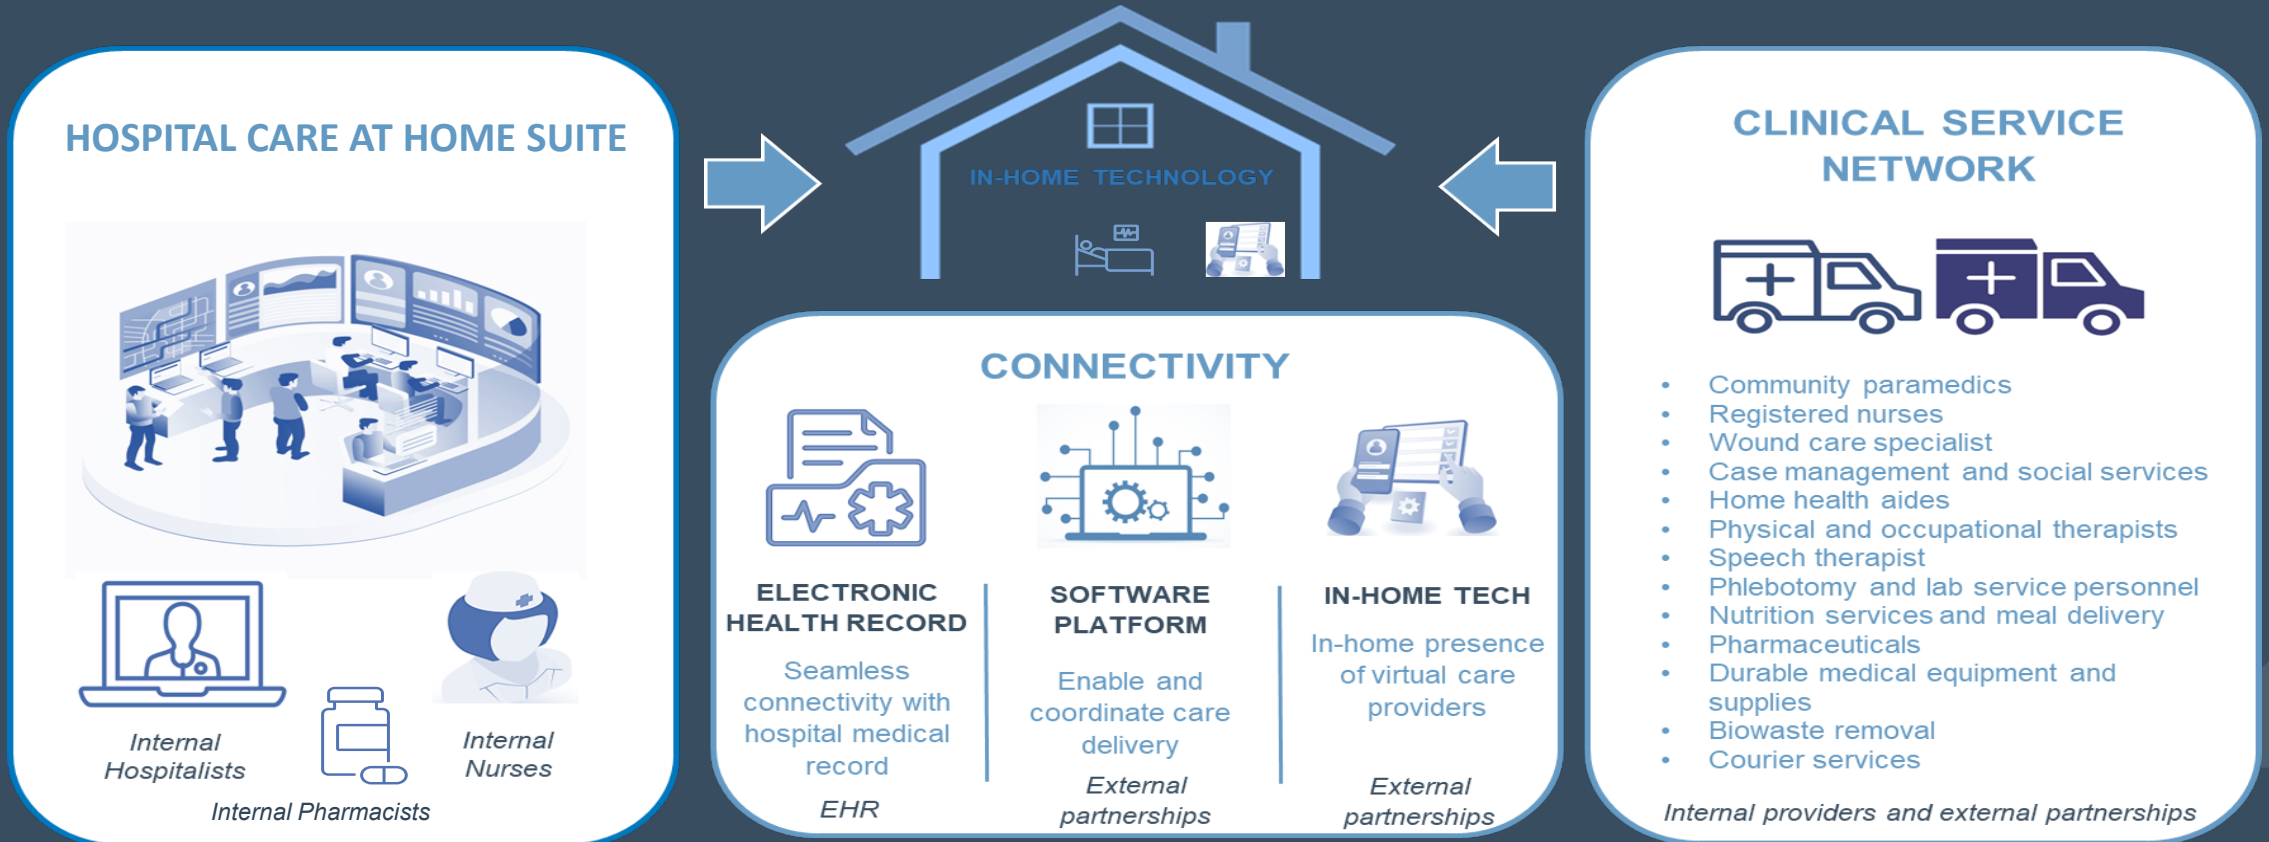 HOSPITAL CARE AT HOME SUITE
Internal
Hospitalists
Internal
Nurses
Internal Pharmacists
IN-HOME TECHNOLOGY
CONNECTIVITY
ELECTRONIC
HEALTH RECORD
Seamless
connectivity with
hospital medical
record
EHR
SOFTWARE
PLATFORM
Enable and
coordinate care
delivery
External
partnerships
IN-HOME TECH
In-home presence
of virtual care
providers
External
partnerships
CLINICAL SERVICE
NETWORK
• Community paramedics
• Registered nurses
• Wound care specialist
• Case management and social services
• Home health aides
• Physical and occupational therapists
• Speech therapist
• Phlebotomy and lab service personnel
• Nutrition services and meal delivery
• Pharmaceuticals
• Durable medical equipment and
supplies
• Biowaste removal
• Courier services
Internal providers and external partnerships